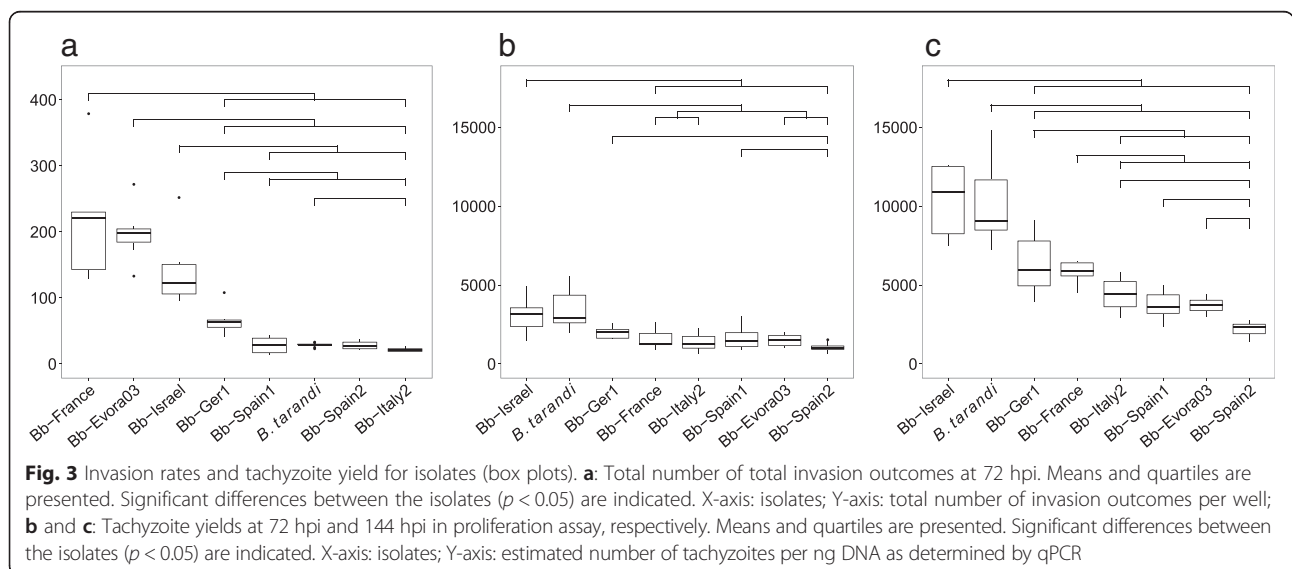 a
400
300
200
100
0
Bb−France
Bb−Evora03
Bb−Israel
Bb−Ger1
Bb−Spain1
B. tarandi
Bb−Spain2
Bb−Italy2
b
15000
10000
5000
0
Bb−Israel
B. tarandi
Bb−Ger1
Bb−France
Bb−Italy2
Bb−Spain1
Bb−Evora03
Bb−Spain2
c
15000
10000
5000
0
Bb−Israel
B. tarandi
Bb−Ger1
Bb−France
Bb−Italy2
Bb−Spain1
Bb−Evora03
Bb−Spain2
Fig. 3 Invasion rates and tachyzoite yield for isolates (box plots). a: Total number of total invasion outcomes at 72 hpi. Means and quartiles are
presented. Significant differences between the isolates (p < 0.05) are indicated. X-axis: isolates; Y-axis: total number of invasion outcomes per well;
b and c: Tachyzoite yields at 72 hpi and 144 hpi in proliferation assay, respectively. Means and quartiles are presented. Significant differences between
the isolates (p < 0.05) are indicated. X-axis: isolates; Y-axis: estimated number of tachyzoites per ng DNA as determined by qPCR